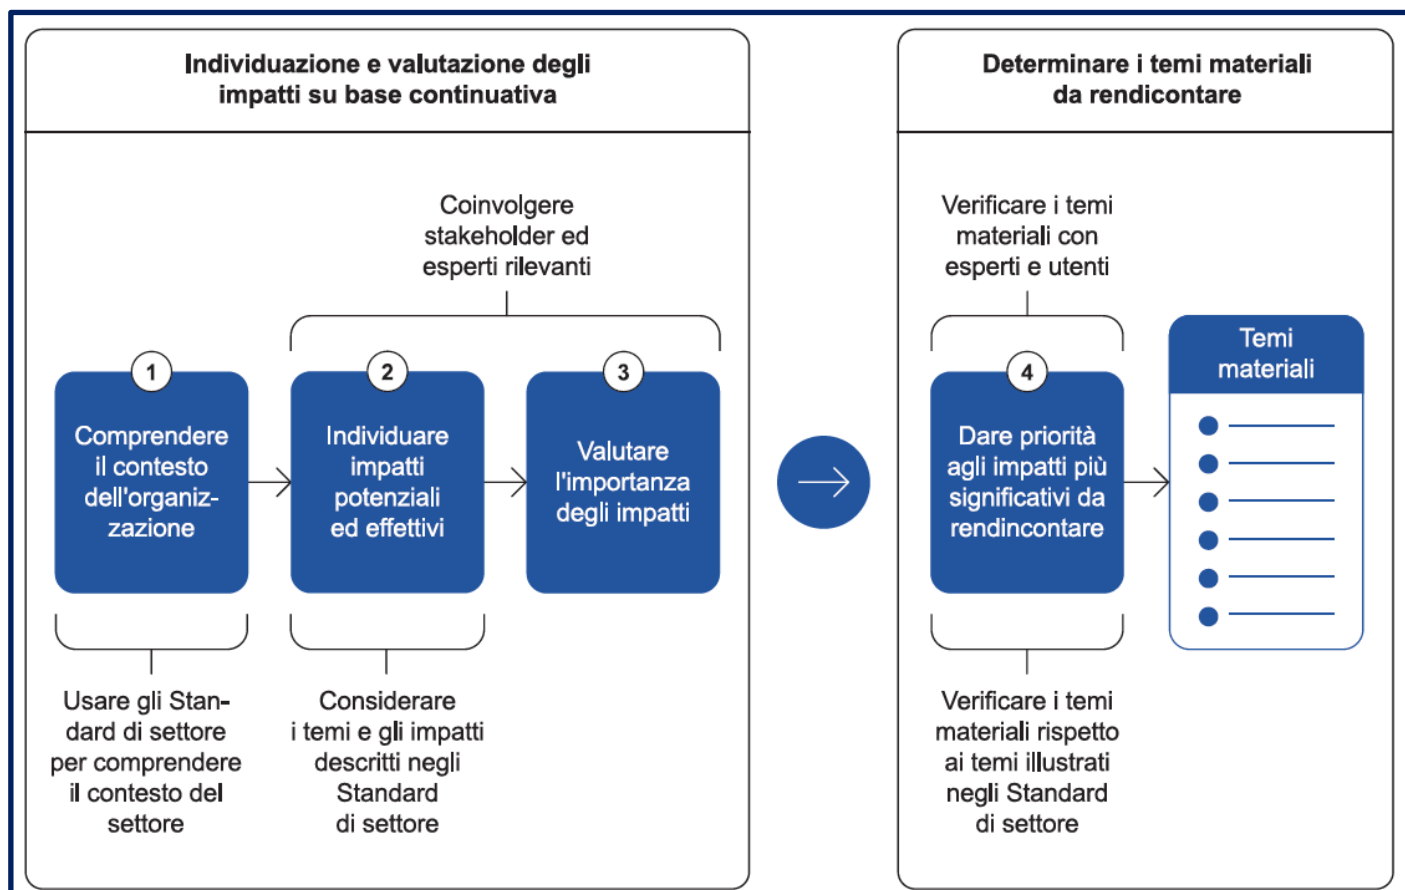 Individuazione e valutazione degli
impatti su base continuativa
Determinare i temi materiali
da rendicontare
Coinvolgere
stakeholder ed
esperti rilevanti
Verificare i temi
materiali con
esperti e utenti
1
Comprendere
il contesto
dell'organiz-
zazione
2
Individuare
impatti
potenziali
ed effettivi
3
Valutare
l'importanza
degli impatti
4
Dare priorità
agli impatti più
significativi da
rendincontare
Temi
materiali
Usare gli Stan-
dard di settore
per comprendere
il contesto del
settore
Considerare
i temi e gli impatti
descritti negli
Standard
di settore
Verificare i temi
materiali rispetto
ai temi illustrati
negli Standard
di settore